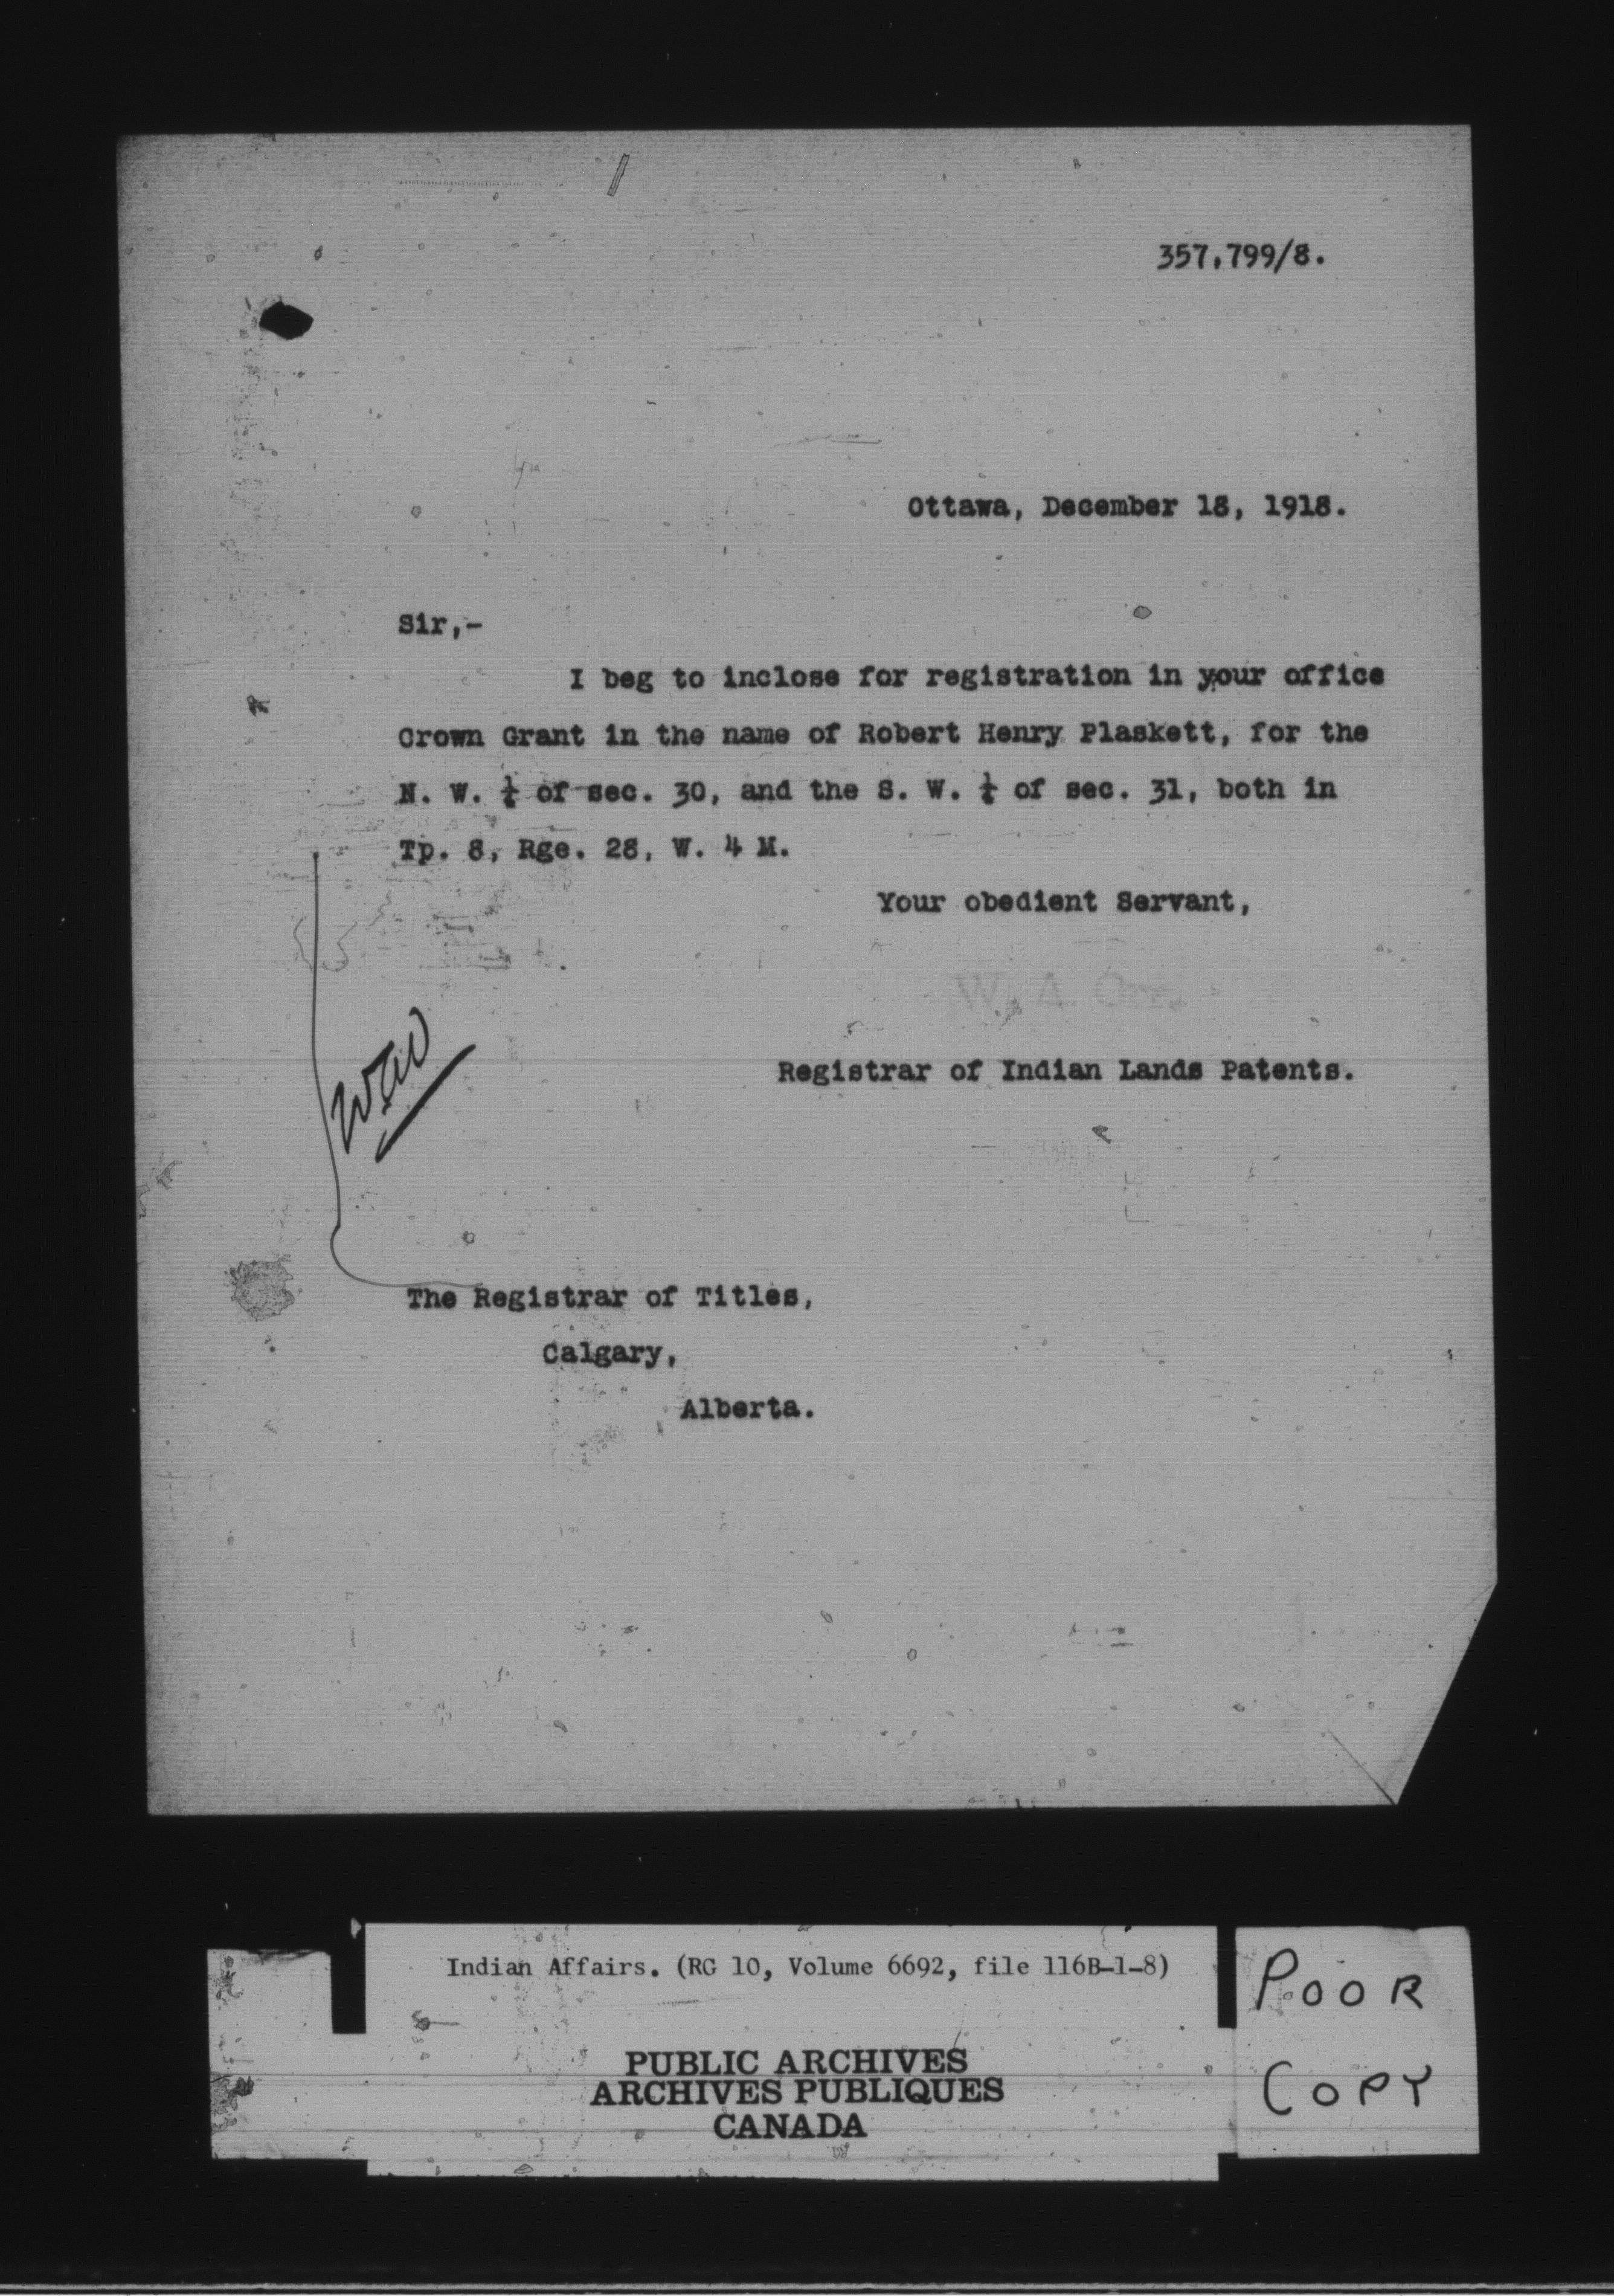 357,799/8.
Ottawa, December 18, 1918.
Sir,-
I beg to inclose for registration in your office
Crown Grant in the name of Robert Henry Plaskett, for the
N. W. ¼ of sec. 30, and the S. W. ¼ of sec. 31, both in
Tp. 8, Rge. 28, W. 4 M.
Your obedient Servant,
W. A. Orr.
Registrar of Indian Lands Patents.
The Registrar of Titles,
Calgary,
Alberta.
Indian Affairs. (RG 10, Volume 6692, file 116B-1-8)
PUBLIC ARCHIVES
ARCHIVES PUBLIQUES
CANADA
POOR
COPY